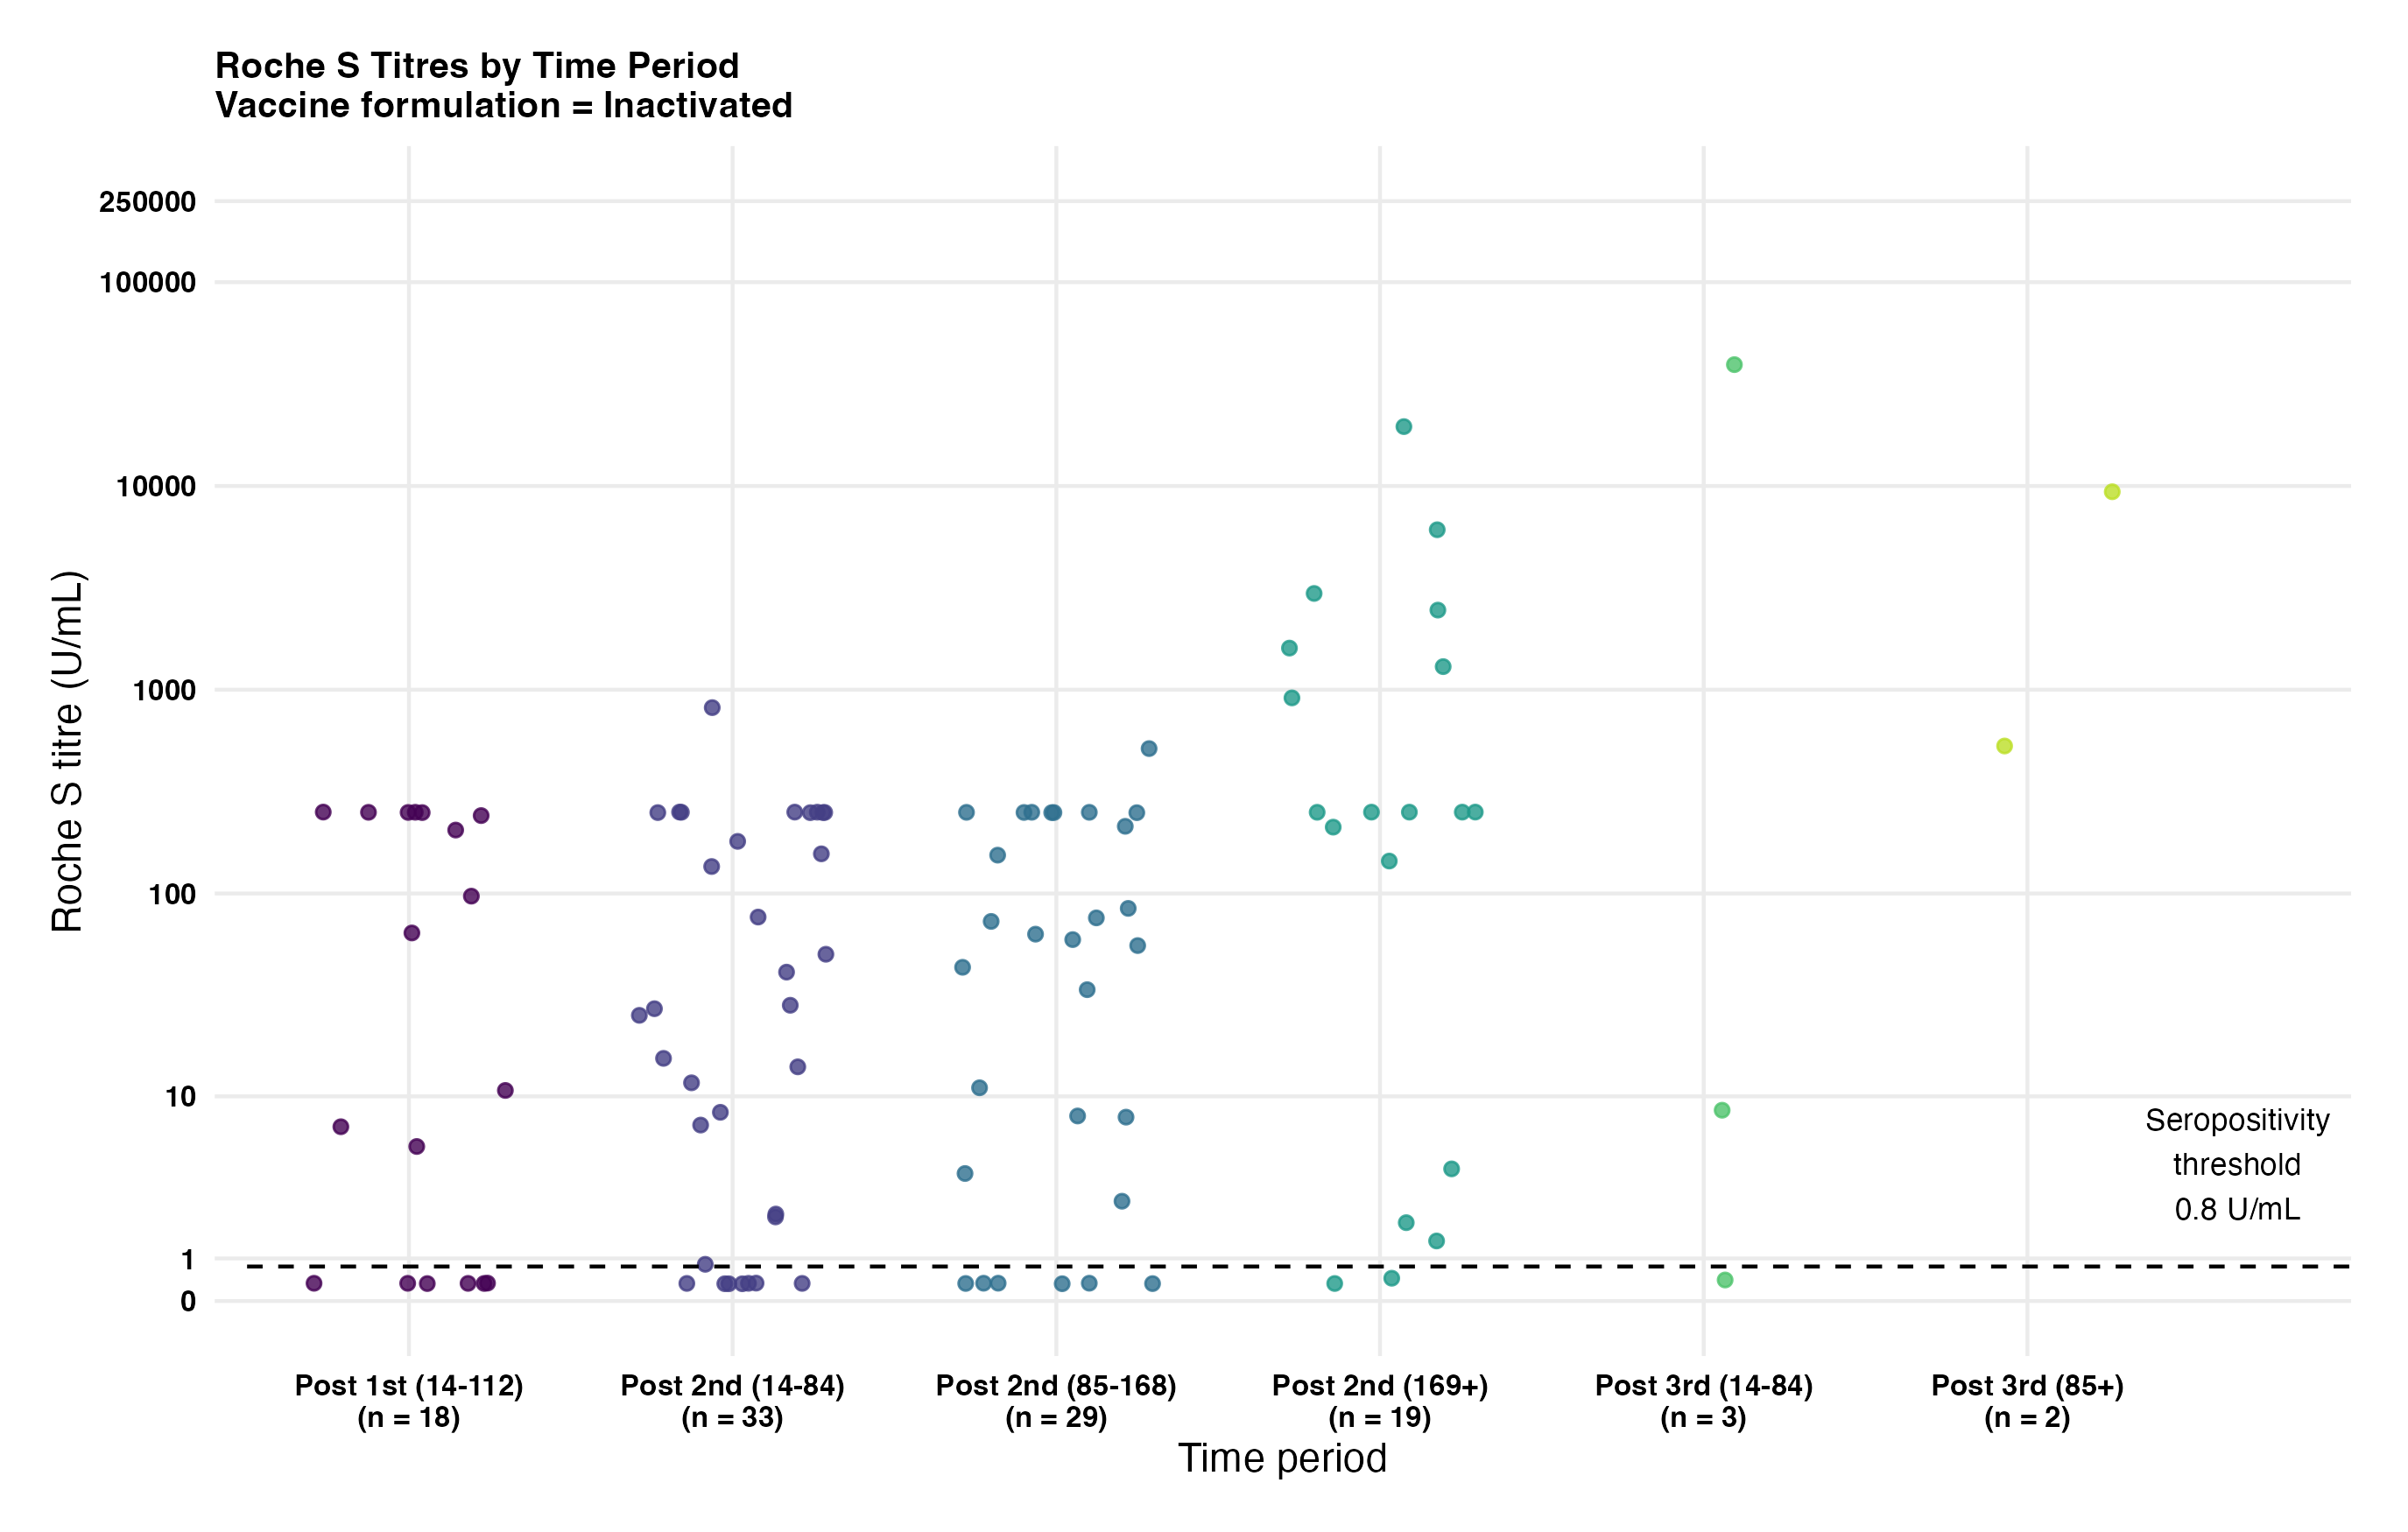 Roche S Titres by Time Period
Vaccine formulation = Inactivated
Roche S titre (U/mL)
250000
100000
10000
1000
100
10
1
0
Seropositivity
threshold
0.8 U/mL
Post 1st (14-112)
(n = 18)
Post 2nd (14-84)
(n = 33)
Post 2nd (85-168)
(n = 29)
Post 2nd (169+)
(n = 19)
Post 3rd (14-84)
(n = 3)
Post 3rd (85+)
(n = 2)
Time period